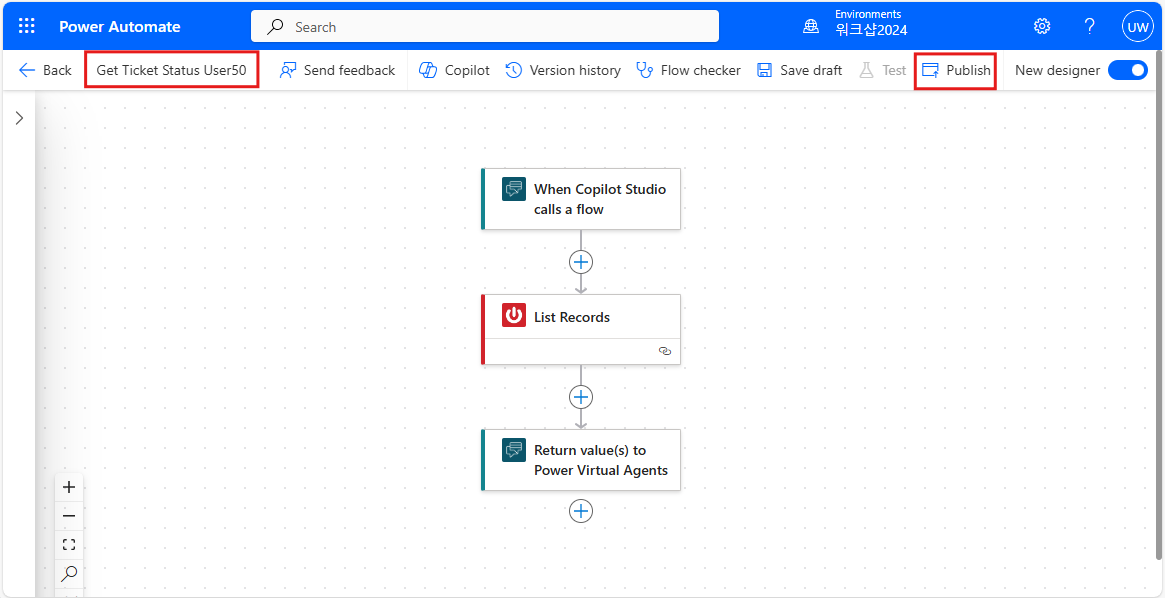 Power Automate
Search
Environments
워크샵2024
UW
Back
Get Ticket Status User50
Send feedback
Copilot
Version history
Flow checker
Save draft
Test
Publish
New designer
When Copilot Studio
calls a flow
List Records
Return value(s) to
Power Virtual Agents